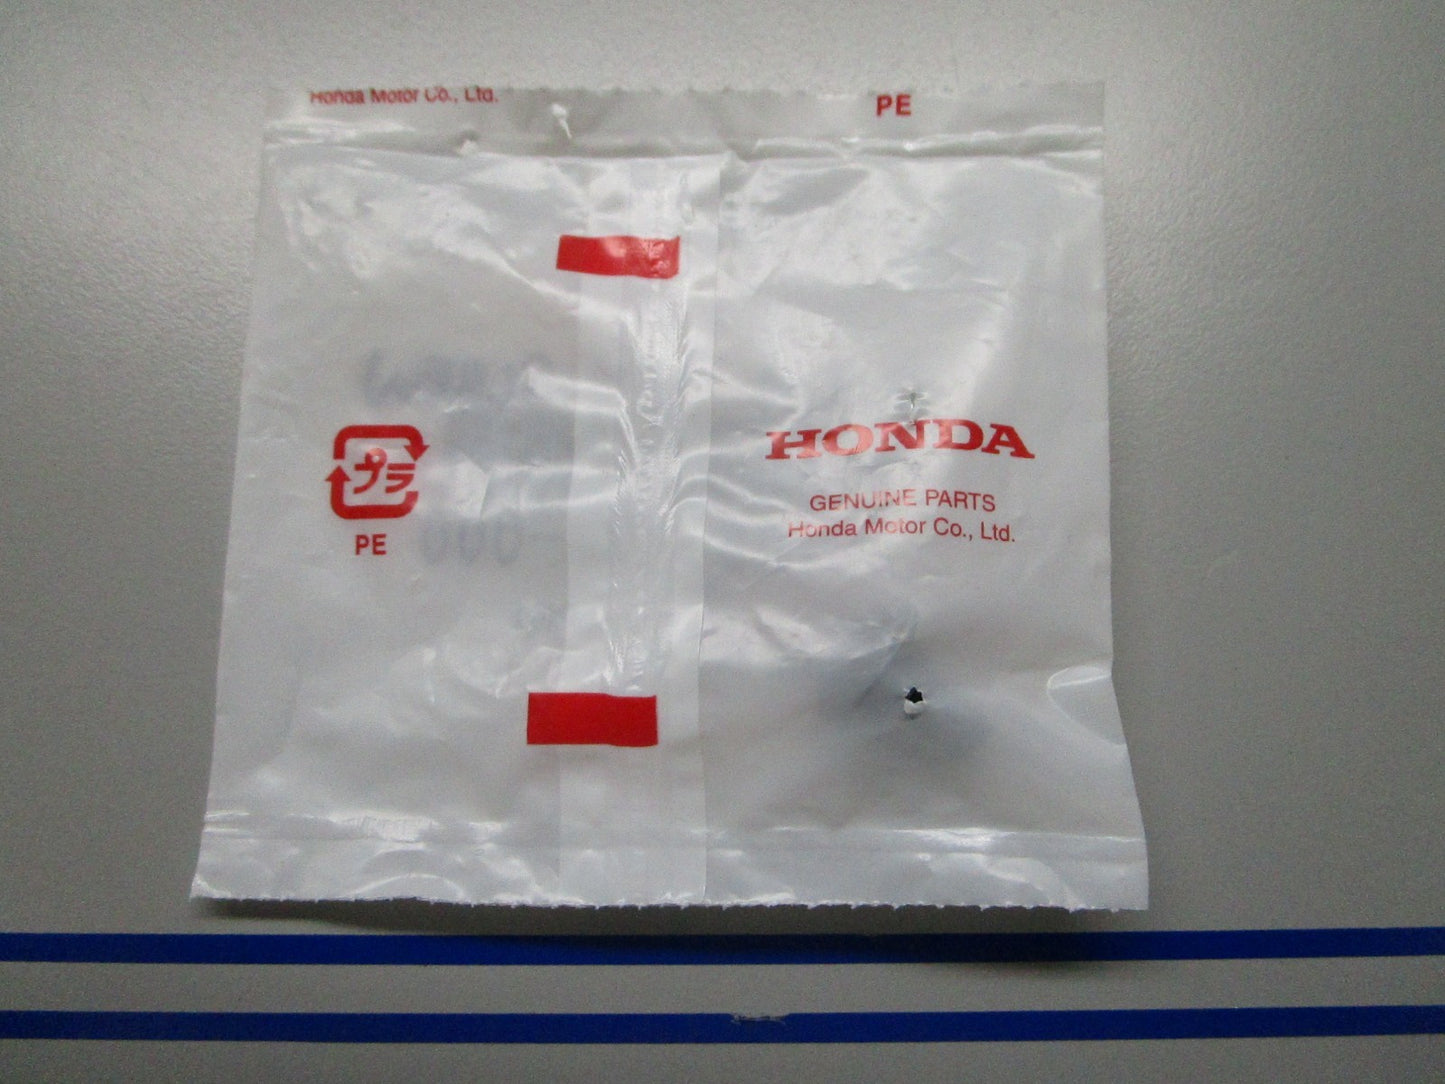 Honda Motor Co., Ltd.
PE
プラ
PE
HONDA
GENUINE PARTS
Honda Motor Co., Ltd.